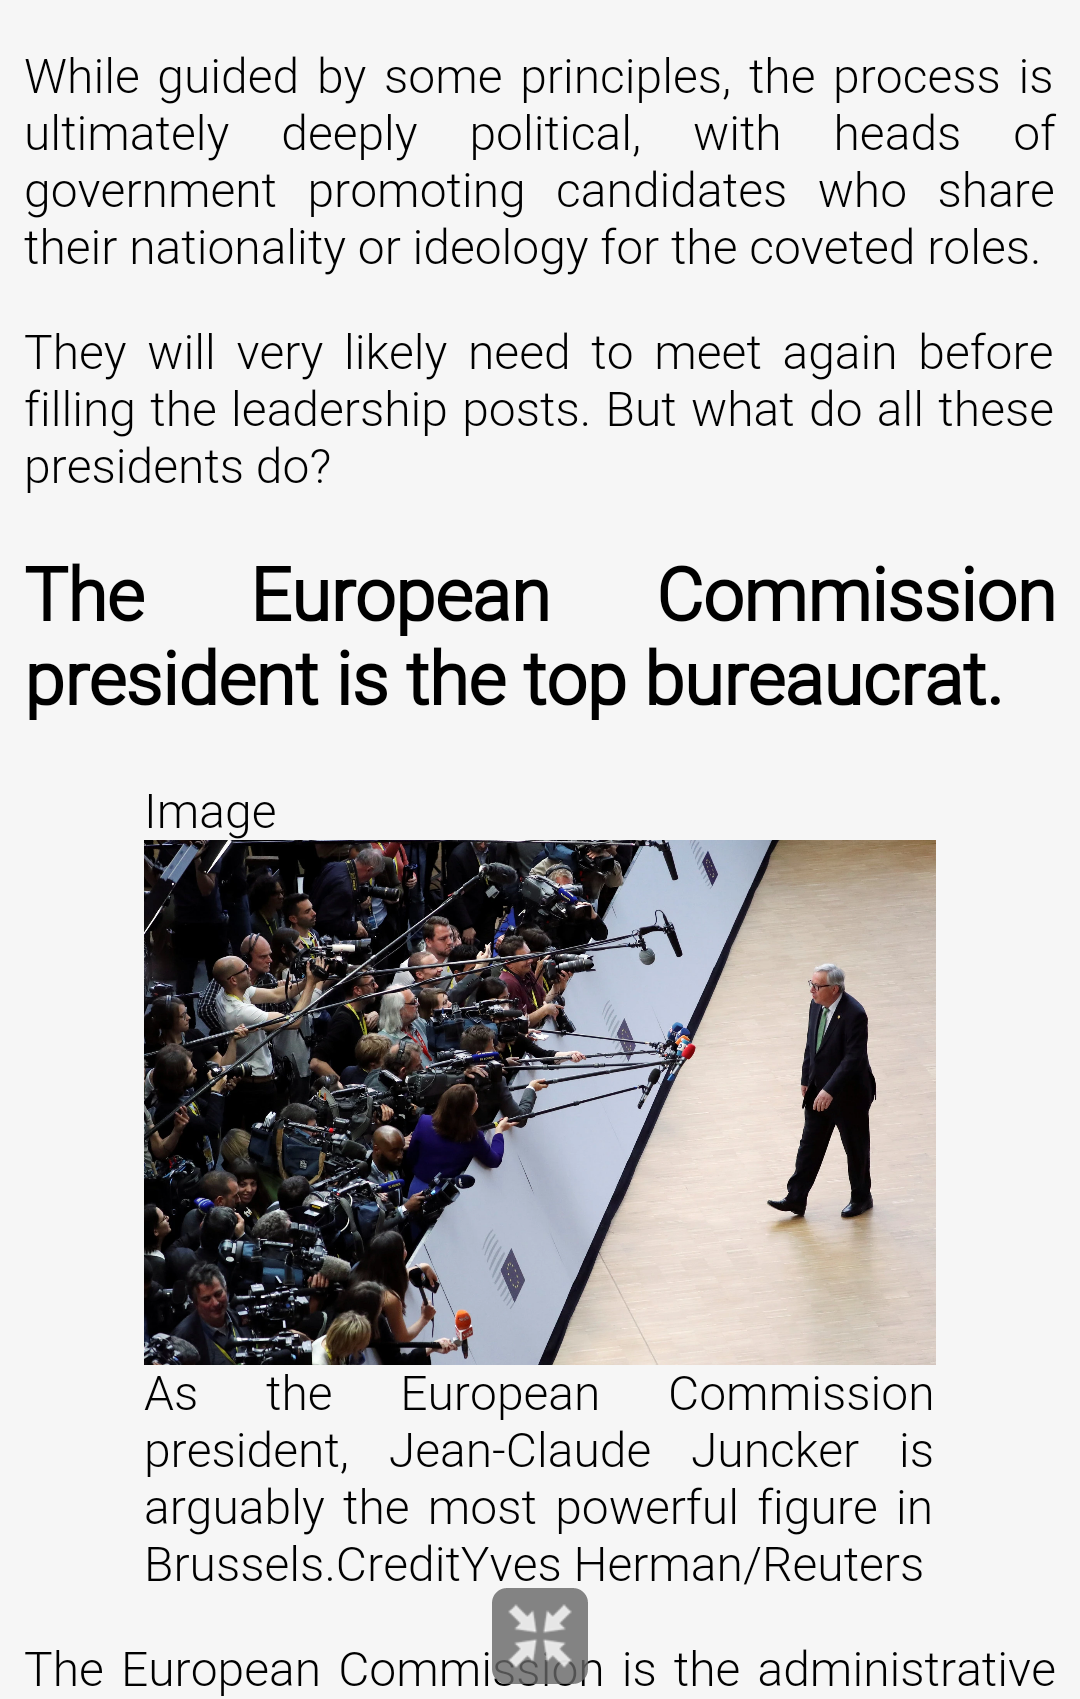 While guided by some principles, the process is
ultimately deeply political, with heads of
government promoting candidates who share
their nationality or ideology for the coveted roles.
They will very likely need to meet again before
filling the leadership posts. But what do all these
presidents do?
The European Commission
president is the top bureaucrat.
Image
As the European Commission
president, Jean-Claude Juncker is
arguably the most powerful figure in
Brussels.CreditYves Herman/Reuters
The European Commission is the administrative